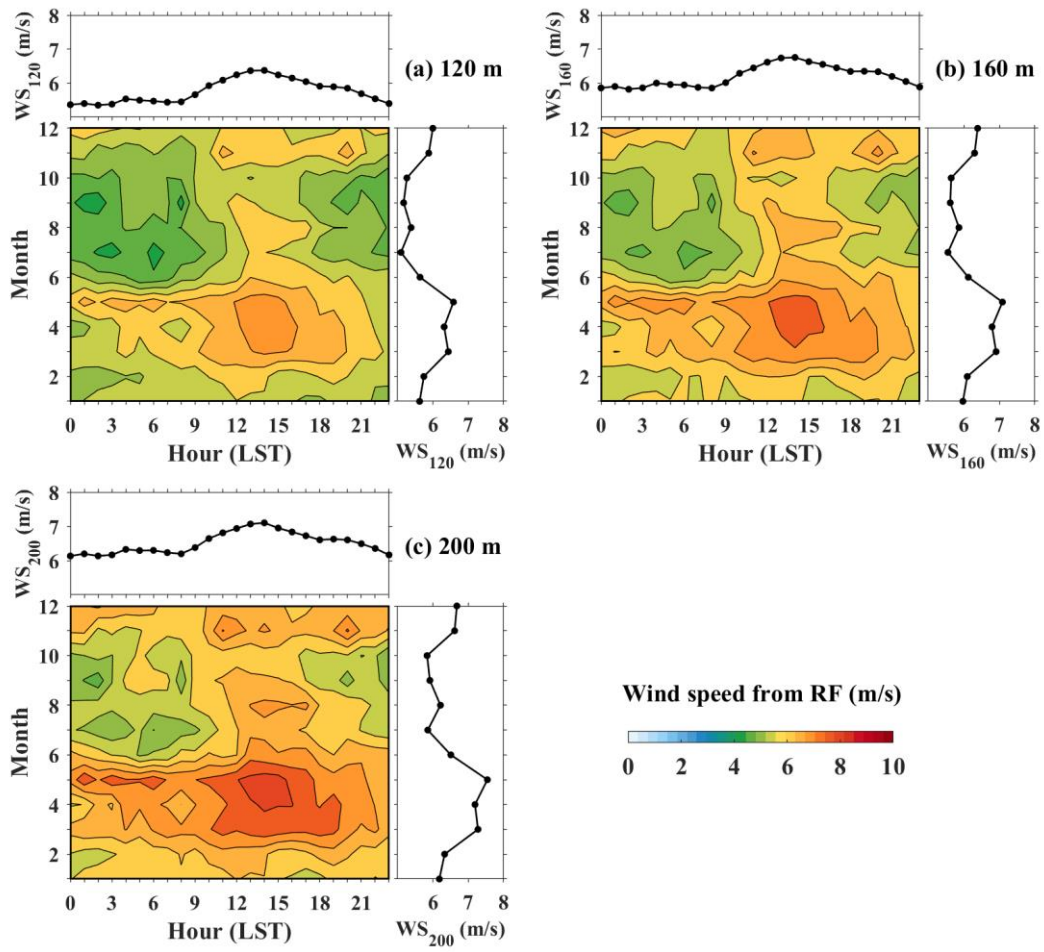 8
7
6
WS120 (m/s)
(a) 120 m
12
10
8
6
4
2
Month
0 3 6 9 12 15 18 21
Hour (LST)
6 7 8
WS120 (m/s)
8
7
6
WS160 (m/s)
(b) 160 m
12
10
8
6
4
2
Month
0 3 6 9 12 15 18 21
Hour (LST)
6 7 8
WS160 (m/s)
8
7
6
WS200 (m/s)
(c) 200 m
12
10
8
6
4
2
Month
0 3 6 9 12 15 18 21
Hour (LST)
6 7 8
WS200 (m/s)
Wind speed from RF (m/s)
0 2 4 6 8 10